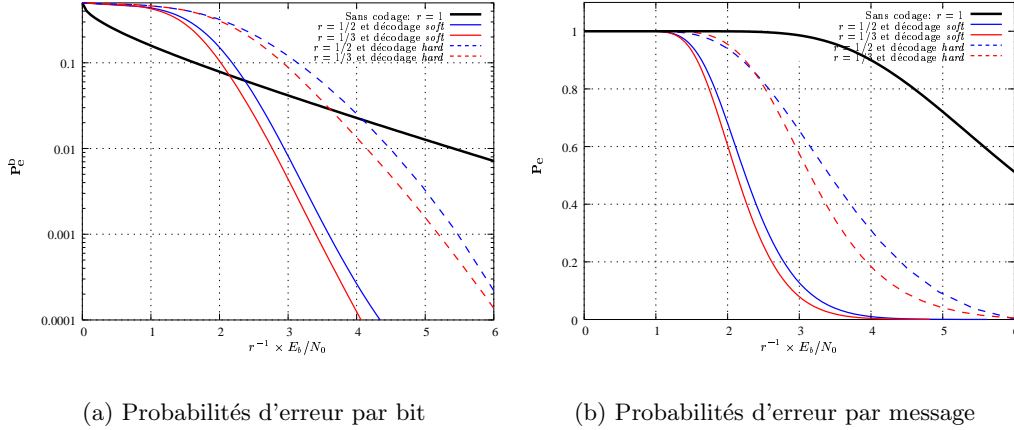 Sans codage: r = 1
r = 1/2 et décodage soft
r = 1/3 et décodage soft
r = 1/2 et décodage hard
r = 1/3 et décodage hard
0.1
0.01
0.001
0.0001
P_e^b
0 1 2 3 4 5 6
r⁻¹ × E_b/N_0
(a) Probabilités d'erreur par bit
Sans codage: r = 1
r = 1/2 et décodage soft
r = 1/3 et décodage soft
r = 1/2 et décodage hard
r = 1/3 et décodage hard
1
0.8
0.6
0.4
0.2
0
P_e
0 1 2 3 4 5 6
r⁻¹ × E_b/N_0
(b) Probabilités d'erreur par message